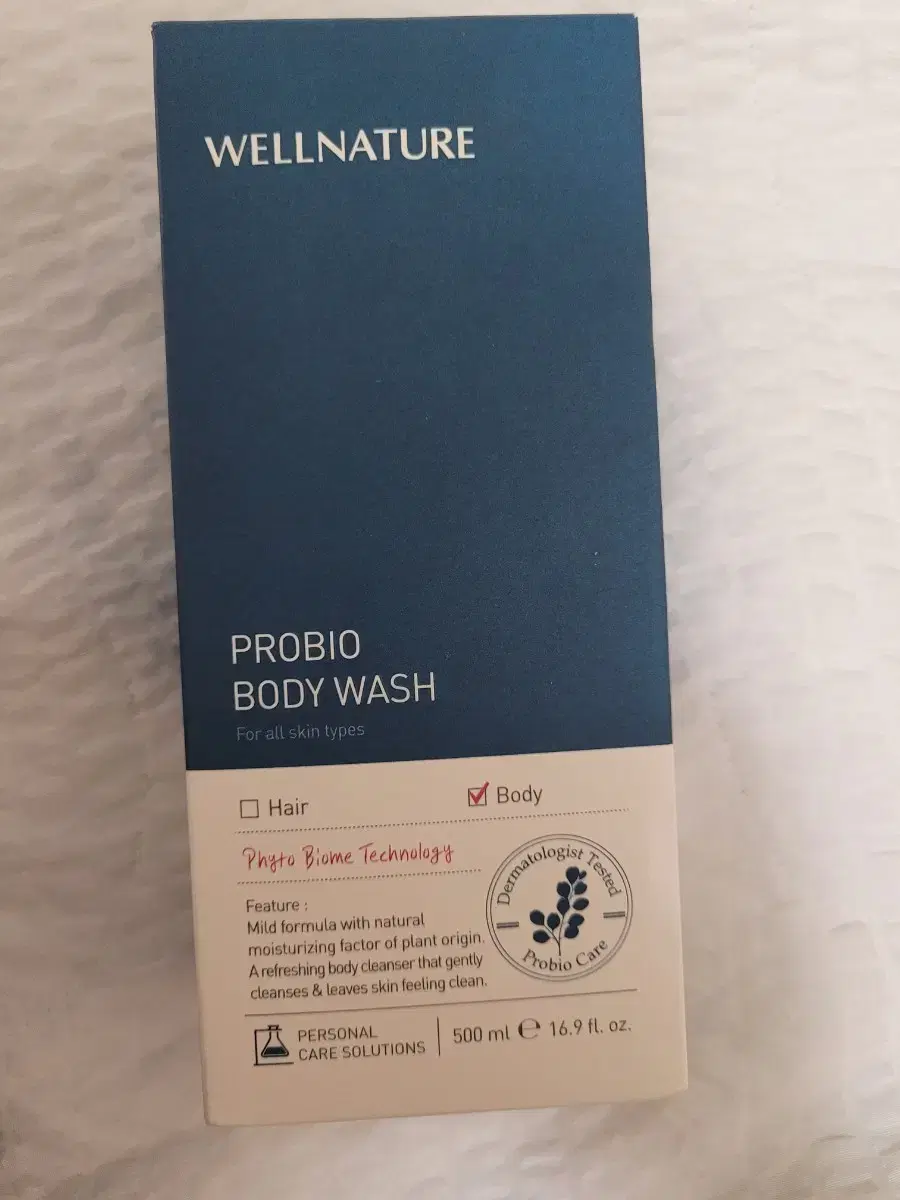 WELLNATURE
PROBIO
BODY WASH
For all skin types
Hair
Body
Phyto Biome Technology
Feature :
Mild formula with natural
moisturizing factor of plant origin.
A refreshing body cleanser that gently
cleanses & leaves skin feeling clean.
Dermatologist Tested
Probio Care
PERSONAL
CARE SOLUTIONS
500 ml ℮ 16.9 fl. oz.